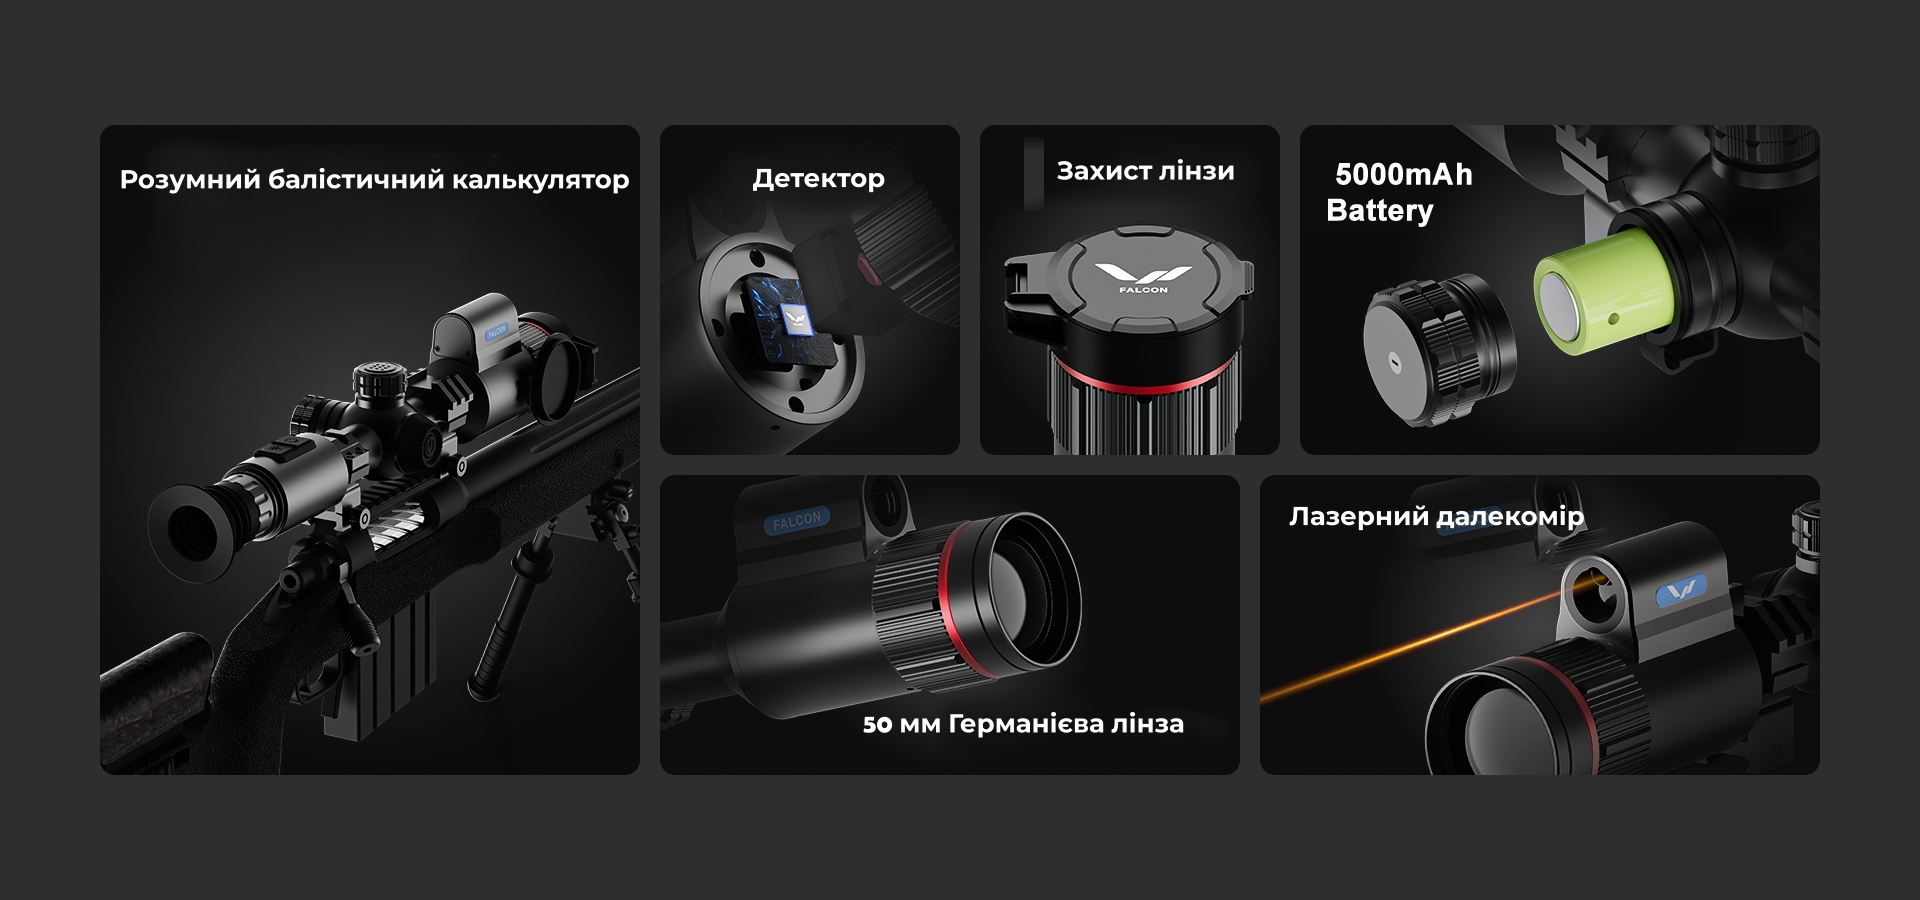 Розумний балістичний калькулятор
FALCON
Детектор
Захист лінзи
FALCON
5000mAh
Battery
FALCON
50 мм Германієва лінза
Лазерний далекомір